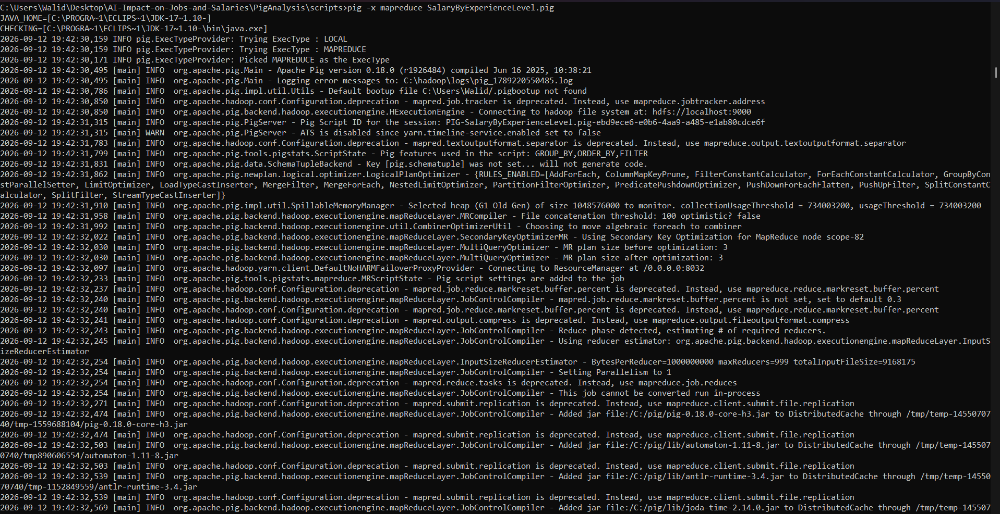 C:\Users\Walid\Desktop\AI-Impact-on-Jobs-and-Salaries\PigAnalysis\scripts>pig -x mapreduce SalaryByExperienceLevel.pig
JAVA_HOME=[C:\PROGRA~1\ECLIPS~1\JDK-17~1.10-]
CHECKING=[C:\PROGRA~1\ECLIPS~1\JDK-17~1.10-\bin\java.exe]
2026-09-12 19:42:30,159 INFO pig.ExecTypeProvider: Trying ExecType : LOCAL
2026-09-12 19:42:30,159 INFO pig.ExecTypeProvider: Trying ExecType : MAPREDUCE
2026-09-12 19:42:30,171 INFO pig.ExecTypeProvider: Picked MAPREDUCE as the ExecType
2026-09-12 19:42:30,495 [main] INFO  org.apache.pig.Main - Apache Pig version 0.18.0 (r1926484) compiled Jun 16 2025, 10:38:21
2026-09-12 19:42:30,495 [main] INFO  org.apache.pig.Main - Logging error messages to: C:\hadoop\logs\pig_1789220550485.log
2026-09-12 19:42:30,786 [main] INFO  org.apache.pig.impl.util.Utils - Default bootup file C:\Users\Walid/.pigbootup not found
2026-09-12 19:42:30,850 [main] INFO  org.apache.hadoop.conf.Configuration.deprecation - mapred.job.tracker is deprecated. Instead, use mapreduce.jobtracker.address
2026-09-12 19:42:30,850 [main] INFO  org.apache.pig.backend.hadoop.executionengine.HExecutionEngine - Connecting to hadoop file system at: hdfs://localhost:9000
2026-09-12 19:42:31,315 [main] INFO  org.apache.pig.PigServer - Pig Script ID for the session: PIG-SalaryByExperienceLevel.pig-ebd9ece6-e0b6-4aa9-a485-e1ab80cdce6f
2026-09-12 19:42:31,315 [main] WARN  org.apache.pig.PigServer - ATS is disabled since yarn.timeline-service.enabled set to false
2026-09-12 19:42:31,783 [main] INFO  org.apache.hadoop.conf.Configuration.deprecation - mapred.textoutputformat.separator is deprecated. Instead, use mapreduce.output.textoutputformat.separator
2026-09-12 19:42:31,799 [main] INFO  org.apache.pig.tools.pigstats.ScriptState - Pig features used in the script: GROUP_BY,ORDER_BY,FILTER
2026-09-12 19:42:31,831 [main] INFO  org.apache.pig.data.SchemaTupleBackend - Key [pig.schematuple] was not set... will not generate code.
2026-09-12 19:42:31,862 [main] INFO  org.apache.pig.newplan.logical.optimizer.LogicalPlanOptimizer - {RULES_ENABLED=[AddForEach, ColumnMapKeyPrune, FilterConstantCalculator, ForEachConstantCalculator, GroupByCon
stParallelSetter, LimitOptimizer, LoadTypeCastInserter, MergeFilter, MergeForEach, NestedLimitOptimizer, PartitionFilterOptimizer, PredicatePushdownOptimizer, PushDownForEachFlatten, PushUpFilter, SplitConstantC
alculator, SplitFilter, StreamTypeCastInserter]}
2026-09-12 19:42:31,910 [main] INFO  org.apache.pig.impl.util.SpillableMemoryManager - Selected heap (G1 Old Gen) of size 1048576000 to monitor. collectionUsageThreshold = 734003200, usageThreshold = 734003200
2026-09-12 19:42:31,958 [main] INFO  org.apache.pig.backend.hadoop.executionengine.mapReduceLayer.MRCompiler - File concatenation threshold: 100 optimistic? false
2026-09-12 19:42:31,992 [main] INFO  org.apache.pig.backend.hadoop.executionengine.util.CombinerOptimizerUtil - Choosing to move algebraic foreach to combiner
2026-09-12 19:42:32,022 [main] INFO  org.apache.pig.backend.hadoop.executionengine.mapReduceLayer.SecondaryKeyOptimizerMR - Using Secondary Key Optimization for MapReduce node scope-82
2026-09-12 19:42:32,030 [main] INFO  org.apache.pig.backend.hadoop.executionengine.mapReduceLayer.MultiQueryOptimizer - MR plan size before optimization: 3
2026-09-12 19:42:32,030 [main] INFO  org.apache.pig.backend.hadoop.executionengine.mapReduceLayer.MultiQueryOptimizer - MR plan size after optimization: 3
2026-09-12 19:42:32,097 [main] INFO  org.apache.hadoop.yarn.client.DefaultNoHARMFailoverProxyProvider - Connecting to ResourceManager at /0.0.0.0:8032
2026-09-12 19:42:32,233 [main] INFO  org.apache.pig.tools.pigstats.mapreduce.MRScriptState - Pig script settings are added to the job
2026-09-12 19:42:32,237 [main] INFO  org.apache.hadoop.conf.Configuration.deprecation - mapred.job.reduce.markreset.buffer.percent is deprecated. Instead, use mapreduce.reduce.markreset.buffer.percent
2026-09-12 19:42:32,240 [main] INFO  org.apache.pig.backend.hadoop.executionengine.mapReduceLayer.JobControlCompiler - mapred.job.reduce.markreset.buffer.percent is not set, set to default 0.3
2026-09-12 19:42:32,240 [main] INFO  org.apache.hadoop.conf.Configuration.deprecation - mapred.job.reduce.markreset.buffer.percent is deprecated. Instead, use mapreduce.reduce.markreset.buffer.percent
2026-09-12 19:42:32,241 [main] INFO  org.apache.hadoop.conf.Configuration.deprecation - mapred.output.compress is deprecated. Instead, use mapreduce.output.fileoutputformat.compress
2026-09-12 19:42:32,243 [main] INFO  org.apache.pig.backend.hadoop.executionengine.mapReduceLayer.JobControlCompiler - Reduce phase detected, estimating # of required reducers.
2026-09-12 19:42:32,245 [main] INFO  org.apache.pig.backend.hadoop.executionengine.mapReduceLayer.JobControlCompiler - Using reducer estimator: org.apache.pig.backend.hadoop.executionengine.mapReduceLayer.InputS
izeReducerEstimator
2026-09-12 19:42:32,254 [main] INFO  org.apache.pig.backend.hadoop.executionengine.mapReduceLayer.InputSizeReducerEstimator - BytesPerReducer=1000000000 maxReducers=999 totalInputFileSize=9168175
2026-09-12 19:42:32,254 [main] INFO  org.apache.pig.backend.hadoop.executionengine.mapReduceLayer.JobControlCompiler - Setting Parallelism to 1
2026-09-12 19:42:32,254 [main] INFO  org.apache.hadoop.conf.Configuration.deprecation - mapred.reduce.tasks is deprecated. Instead, use mapreduce.job.reduces
2026-09-12 19:42:32,254 [main] INFO  org.apache.pig.backend.hadoop.executionengine.mapReduceLayer.JobControlCompiler - This job cannot be converted run in-process
2026-09-12 19:42:32,271 [main] INFO  org.apache.hadoop.conf.Configuration.deprecation - mapred.submit.replication is deprecated. Instead, use mapreduce.client.submit.file.replication
2026-09-12 19:42:32,474 [main] INFO  org.apache.pig.backend.hadoop.executionengine.mapReduceLayer.JobControlCompiler - Added jar file:/C:/pig/pig-0.18.0-core-h3.jar to DistributedCache through /tmp/temp-14550707
40/tmp-1559688104/pig-0.18.0-core-h3.jar
2026-09-12 19:42:32,474 [main] INFO  org.apache.hadoop.conf.Configuration.deprecation - mapred.submit.replication is deprecated. Instead, use mapreduce.client.submit.file.replication
2026-09-12 19:42:32,503 [main] INFO  org.apache.pig.backend.hadoop.executionengine.mapReduceLayer.JobControlCompiler - Added jar file:/C:/pig/lib/automaton-1.11-8.jar to DistributedCache through /tmp/temp-145507
0740/tmp890606554/automaton-1.11-8.jar
2026-09-12 19:42:32,503 [main] INFO  org.apache.hadoop.conf.Configuration.deprecation - mapred.submit.replication is deprecated. Instead, use mapreduce.client.submit.file.replication
2026-09-12 19:42:32,539 [main] INFO  org.apache.pig.backend.hadoop.executionengine.mapReduceLayer.JobControlCompiler - Added jar file:/C:/pig/lib/antlr-runtime-3.4.jar to DistributedCache through /tmp/temp-14550
70740/tmp-1152849559/antlr-runtime-3.4.jar
2026-09-12 19:42:32,539 [main] INFO  org.apache.hadoop.conf.Configuration.deprecation - mapred.submit.replication is deprecated. Instead, use mapreduce.client.submit.file.replication
2026-09-12 19:42:32,569 [main] INFO  org.apache.pig.backend.hadoop.executionengine.mapReduceLayer.JobControlCompiler - Added jar file:/C:/pig/lib/joda-time-2.14.0.jar to DistributedCache through /tmp/temp-145507